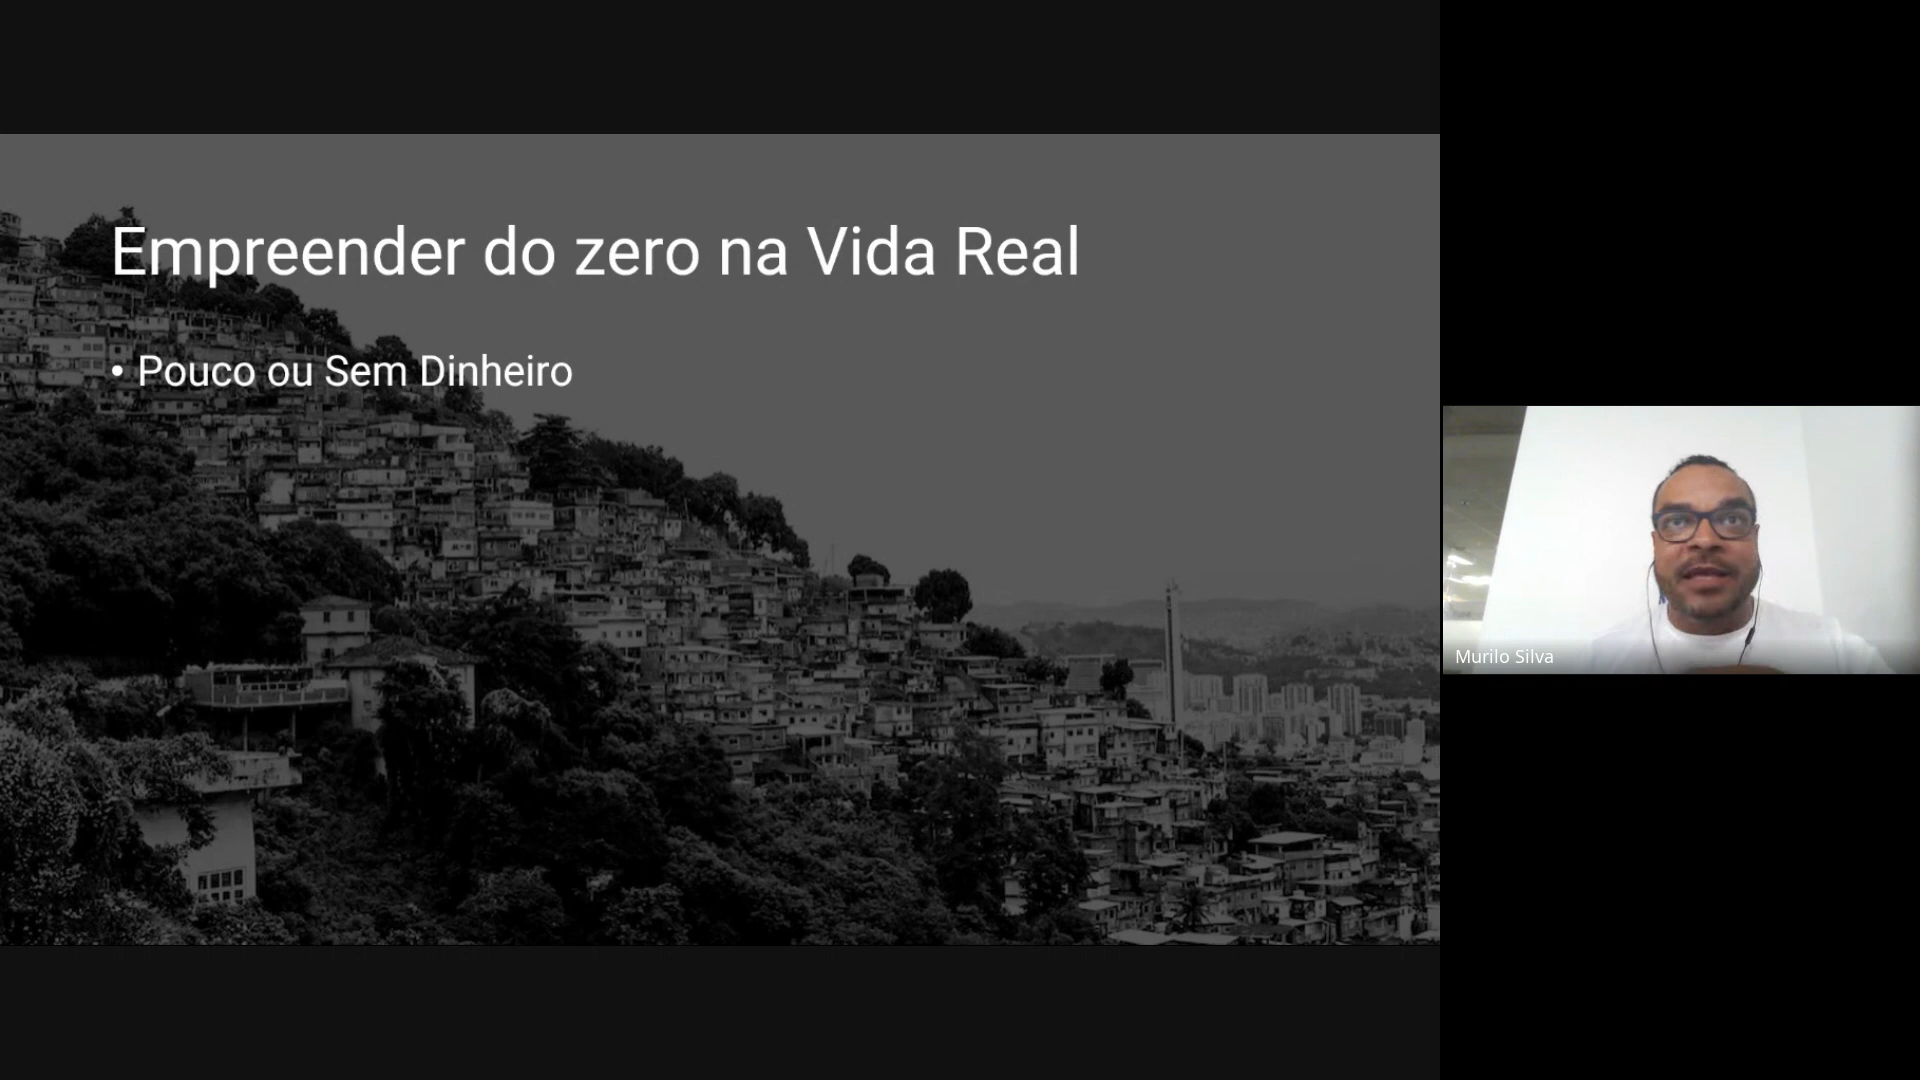 Empreender do zero na Vida Real
• Pouco ou Sem Dinheiro
Murilo Silva